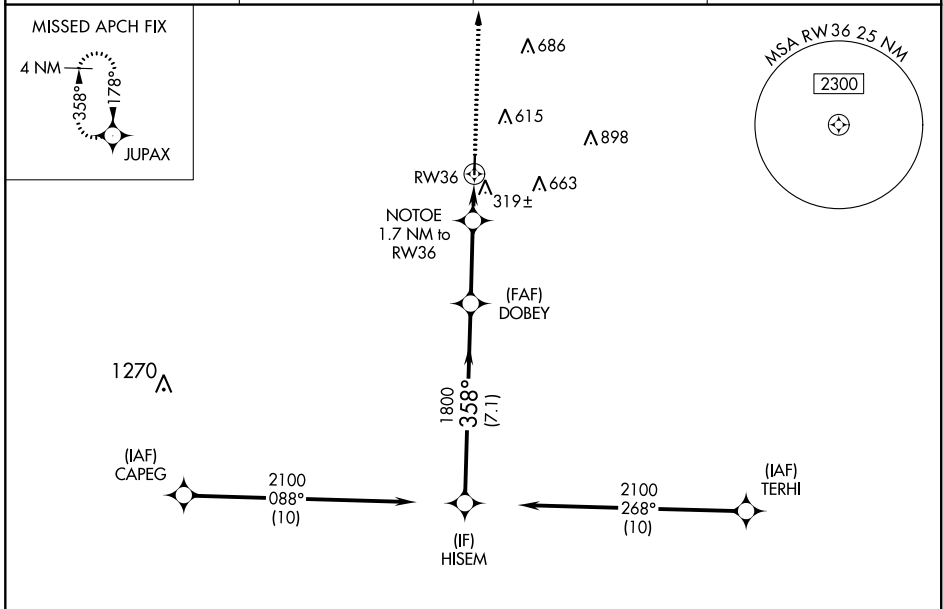 MISSED APCH FIX
4 NM
358°
178°
JUPAX
686
615
898
RW36
319±
663
NOTOE
1.7 NM to
RW36
MSA RW36 25 NM
2300
(FAF)
DOBEY
1270
1800
358°
(7.1)
(IAF)
CAPEG
2100
088°
(10)
(IF)
HISEM
2100
268°
(10)
(IAF)
TERHI